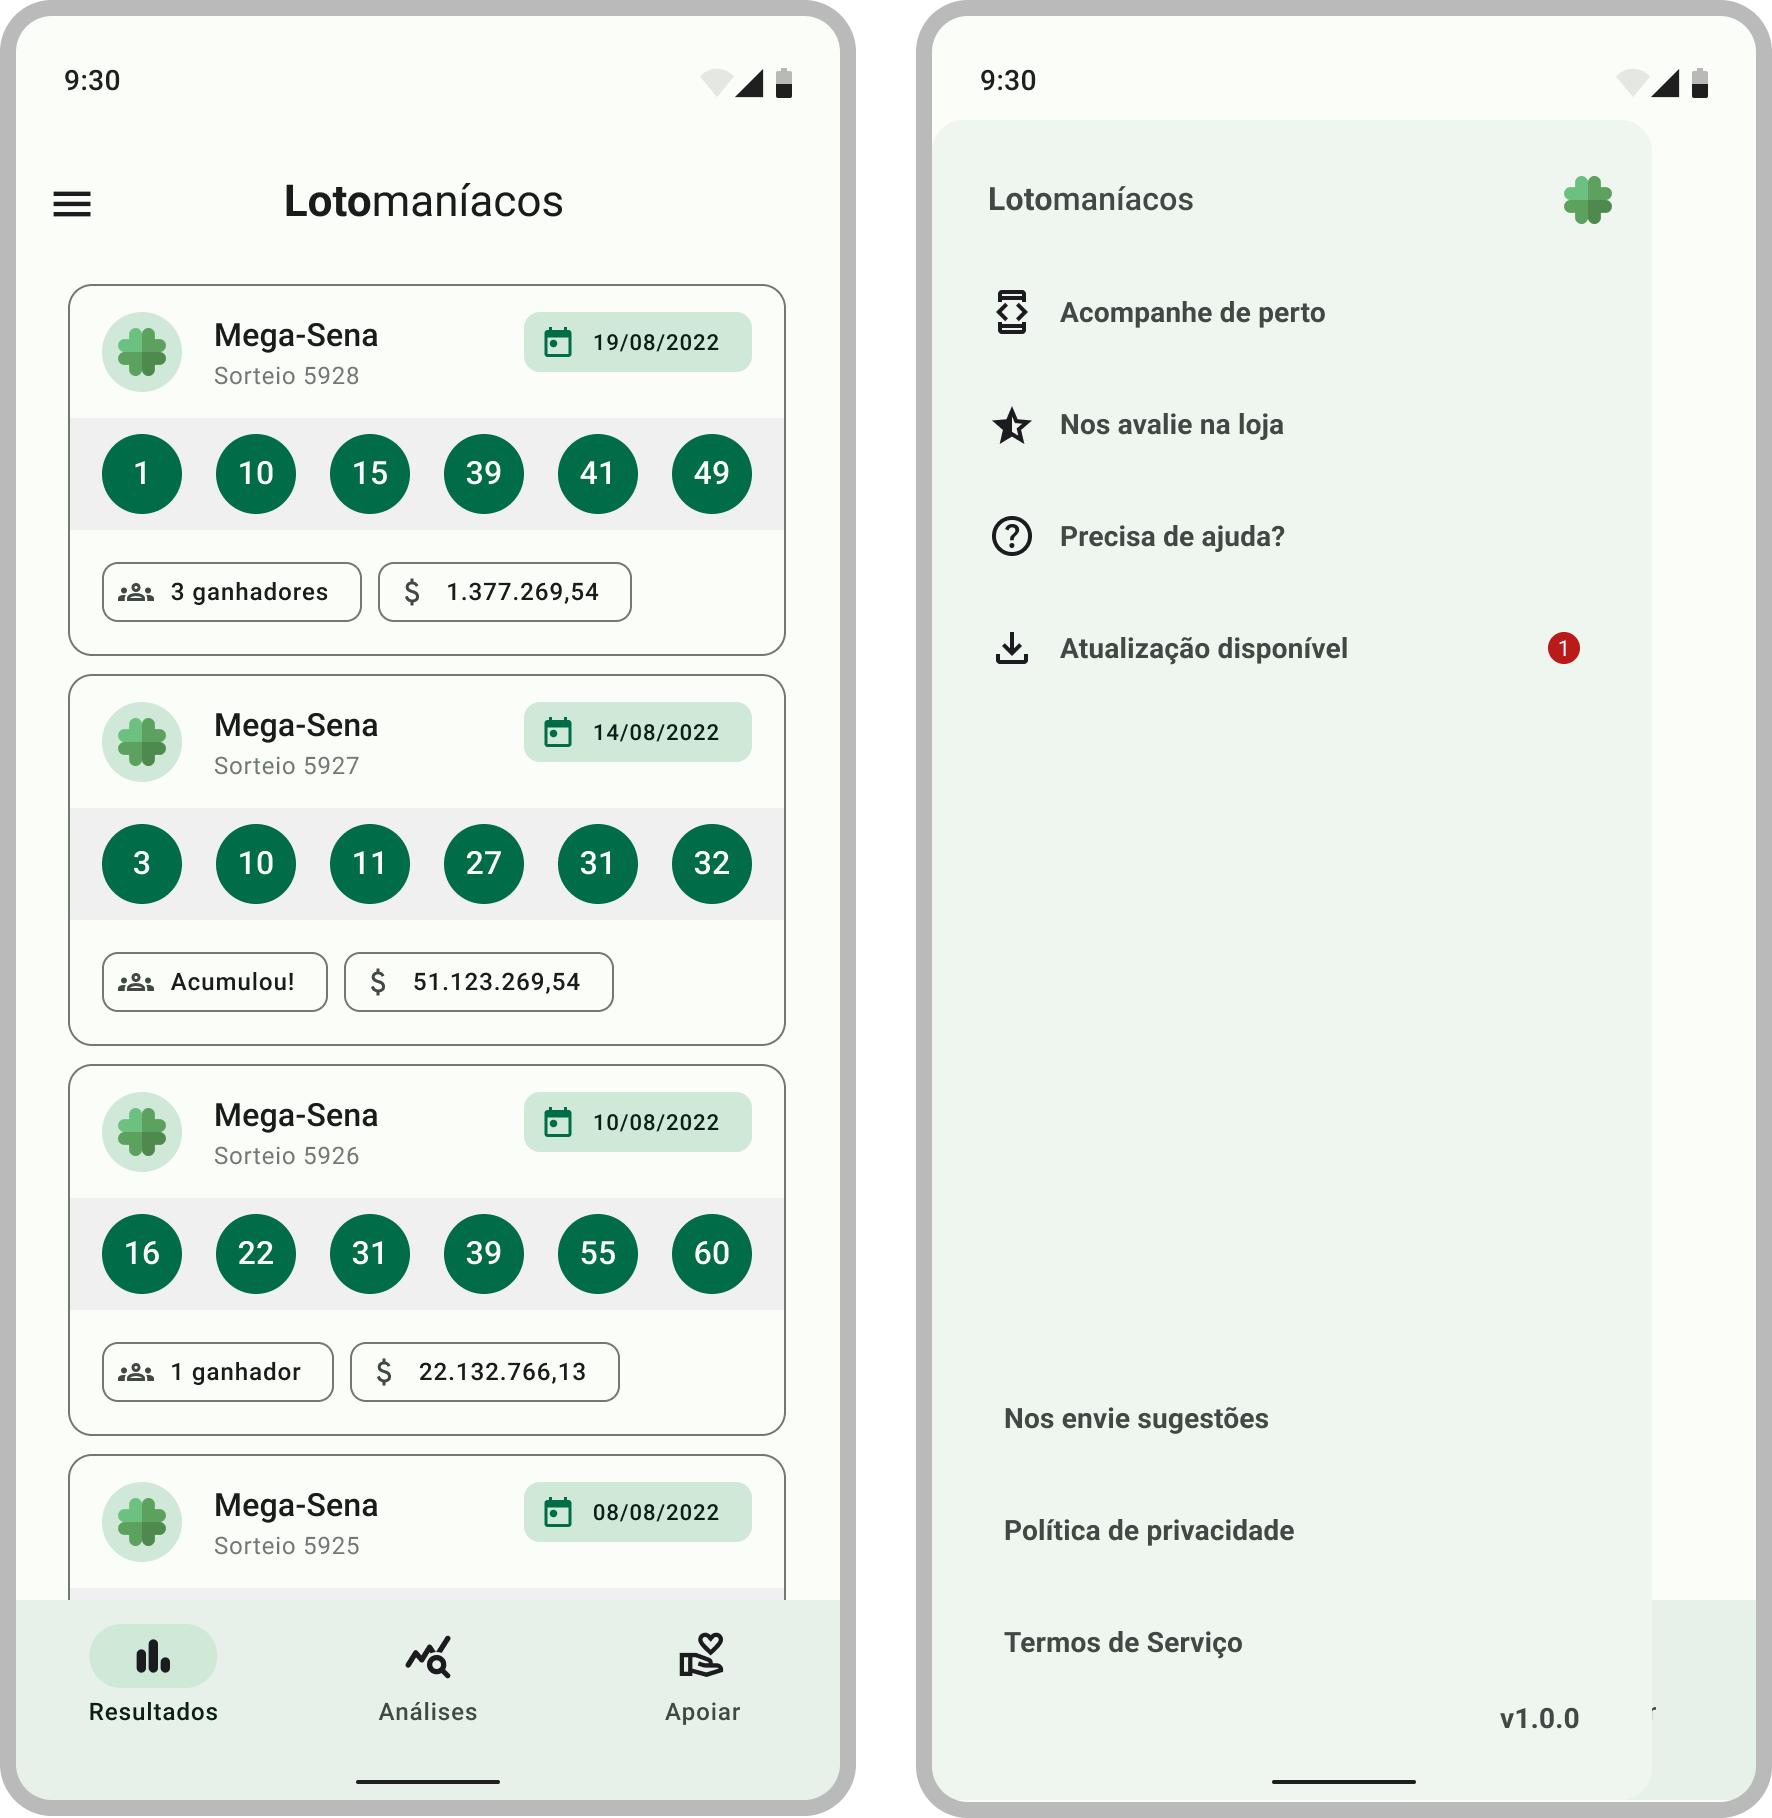 9:30
Lotomaníacos
Mega-Sena
19/08/2022
Sorteio 5928
1 10 15 39 41 49
3 ganhadores
$ 1.377.269,54
Mega-Sena
14/08/2022
Sorteio 5927
3 10 11 27 31 32
Acumulou!
$ 51.123.269,54
Mega-Sena
10/08/2022
Sorteio 5926
16 22 31 39 55 60
1 ganhador
$ 22.132.766,13
Mega-Sena
08/08/2022
Sorteio 5925
Resultados
Análises
Apoiar
9:30
Lotomaníacos
Acompanhe de perto
Nos avalie na loja
Precisa de ajuda?
Atualização disponível
1
Nos envie sugestões
Política de privacidade
Termos de Serviço
v1.0.0